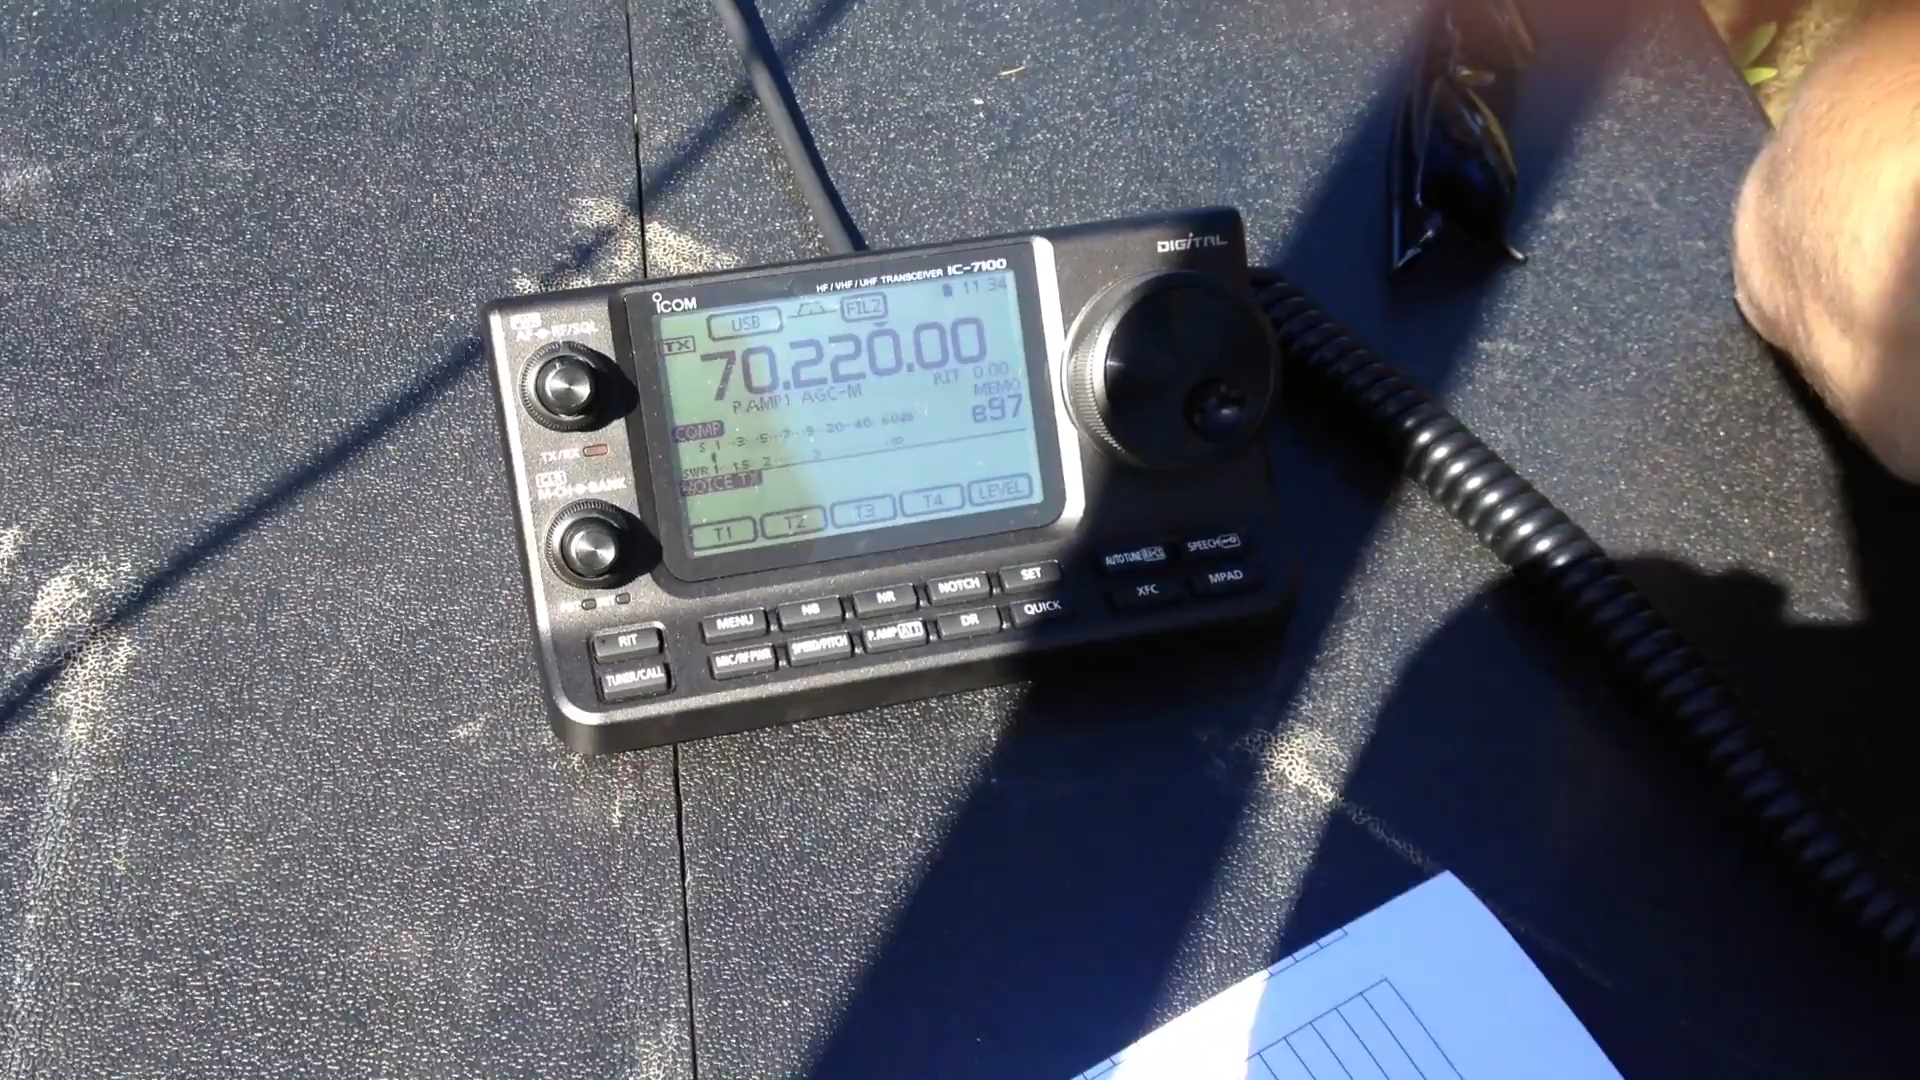 DIGITAL
HF/VHF/UHF TRANSCEIVER IC-7100
ICOM
11:34
USB FIL2
TX
70.220.00
P.AMP1 AGC-M
RIT 0.00
MEMO
B97
COMP
S 1 ·3··5··7··9··20··40··60dB
SWR 1 1.5 2 3 ∞
VOICE TX
T1 T2 T3 T4 LEVEL
AF RF/SQL
TX/RX
M-CH BANK
AUTO TUNE SPEECH
XFC MPAD
MENU NB NR NOTCH SET
MIC/RF PWR SPEED/PITCH P.AMP ATT DR QUICK
RIT
TUNER/CALL